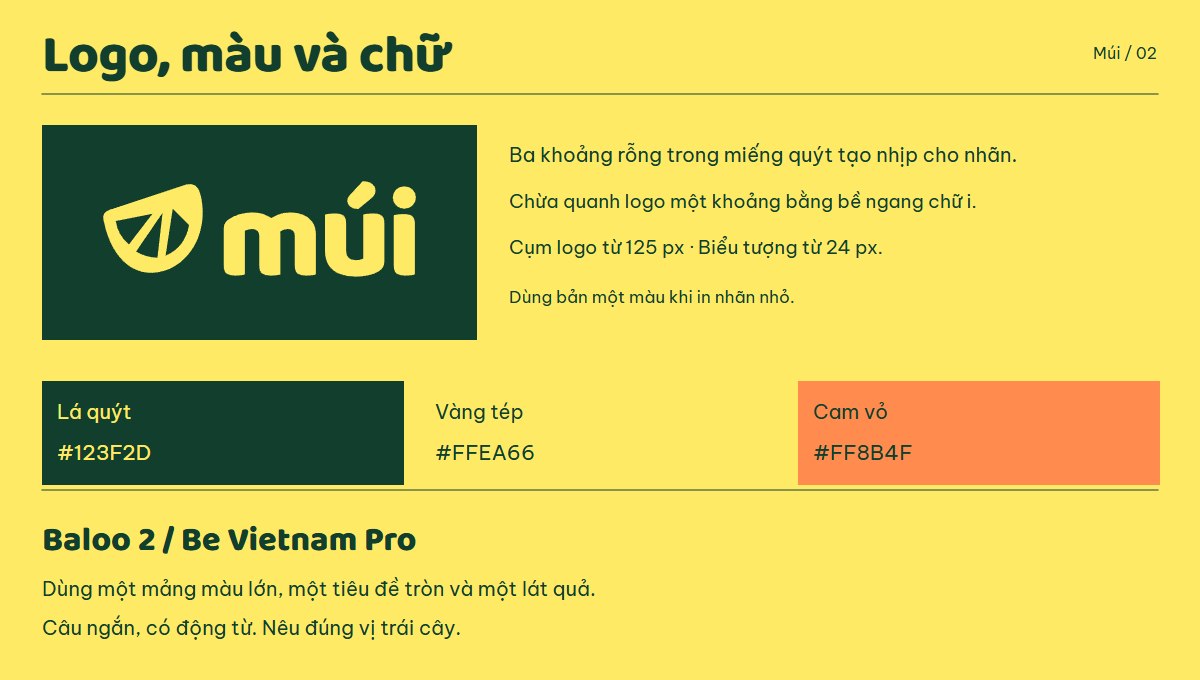 Logo, màu và chữ
Múi / 02
múi
Ba khoảng rỗng trong miếng quýt tạo nhịp cho nhãn.
Chừa quanh logo một khoảng bằng bề ngang chữ i.
Cụm logo từ 125 px · Biểu tượng từ 24 px.
Dùng bản một màu khi in nhãn nhỏ.
Lá quýt
#123F2D
Vàng tép
#FFEA66
Cam vỏ
#FF8B4F
Baloo 2 / Be Vietnam Pro
Dùng một mảng màu lớn, một tiêu đề tròn và một lát quả.
Câu ngắn, có động từ. Nêu đúng vị trái cây.